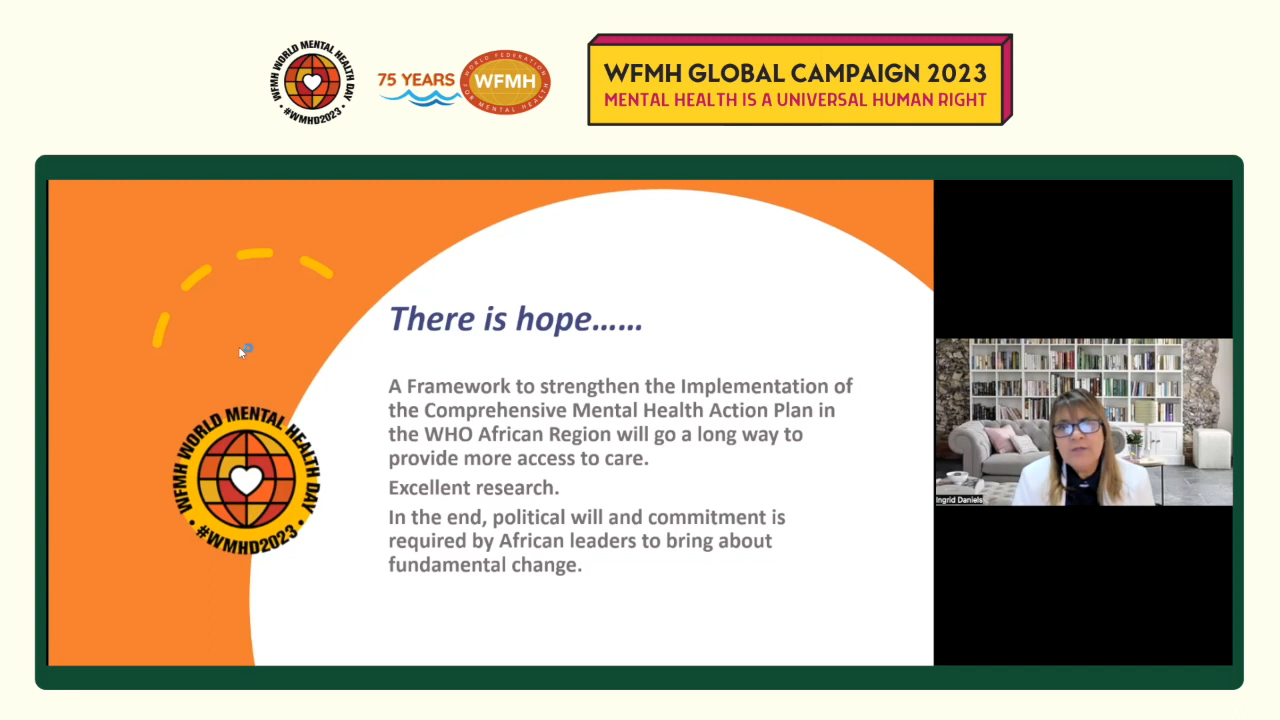 WFMH WORLD MENTAL HEALTH DAY
#WMHD2023
75 YEARS
WORLD FEDERATION
WFMH
FOR MENTAL HEALTH
WFMH GLOBAL CAMPAIGN 2023
MENTAL HEALTH IS A UNIVERSAL HUMAN RIGHT
There is hope……
A Framework to strengthen the Implementation of
the Comprehensive Mental Health Action Plan in
the WHO African Region will go a long way to
provide more access to care.
Excellent research.
In the end, political will and commitment is
required by African leaders to bring about
fundamental change.
WFMH WORLD MENTAL HEALTH DAY
#WMHD2023
Ingrid Daniels